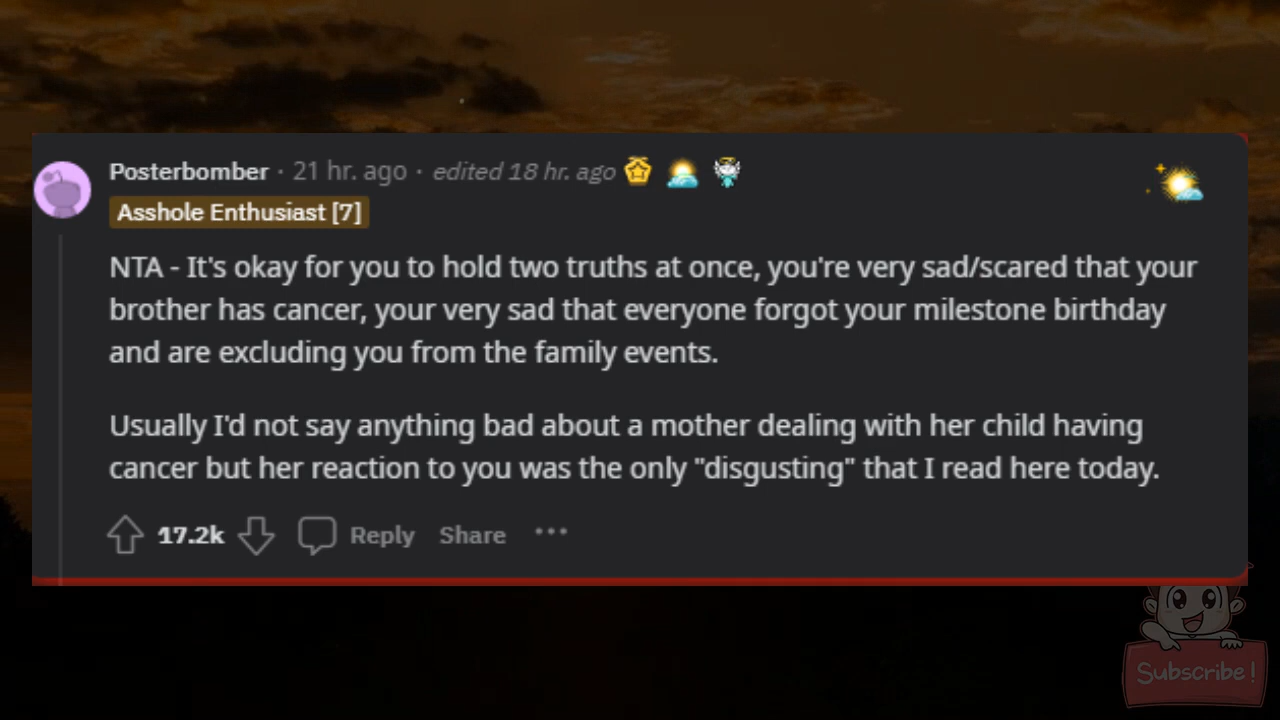 Posterbomber · 21 hr. ago · edited 18 hr. ago
Asshole Enthusiast [7]
NTA - It's okay for you to hold two truths at once, you're very sad/scared that your
brother has cancer, your very sad that everyone forgot your milestone birthday
and are excluding you from the family events.
Usually I'd not say anything bad about a mother dealing with her child having
cancer but her reaction to you was the only "disgusting" that I read here today.
17.2k Reply Share ···
Subscribe!